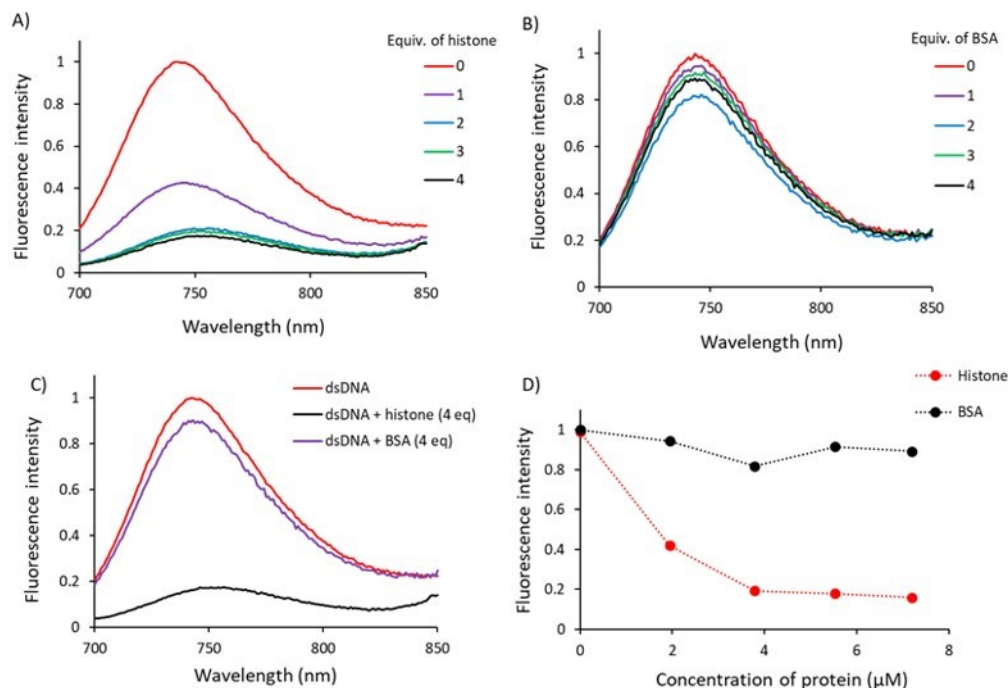 A)
Equiv. of histone
0
1
2
3
4
1
0.8
0.6
0.4
0.2
0
700
750
800
850
Fluorescence intensity
Wavelength (nm)
B)
Equiv. of BSA
0
1
2
3
4
1
0.8
0.6
0.4
0.2
0
700
750
800
850
Fluorescence intensity
Wavelength (nm)
C)
dsDNA
dsDNA + histone (4 eq)
dsDNA + BSA (4 eq)
1
0.8
0.6
0.4
0.2
0
700
750
800
850
Fluorescence intensity
Wavelength (nm)
D)
Histone
BSA
1
0.8
0.6
0.4
0.2
0
0
2
4
6
8
Fluorescence intensity
Concentration of protein (μM)